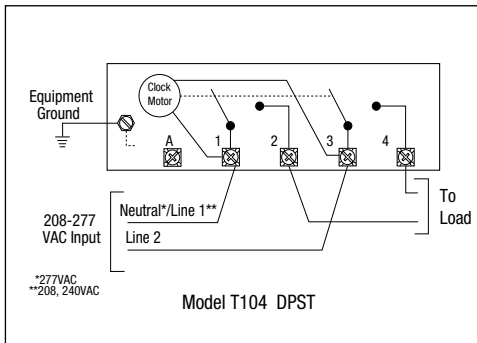 Clock
Motor
Equipment
Ground
A
1
2
3
4
208-277
VAC Input
Neutral*/Line 1**
Line 2
To
Load
*277VAC
**208, 240VAC
Model T104 DPST